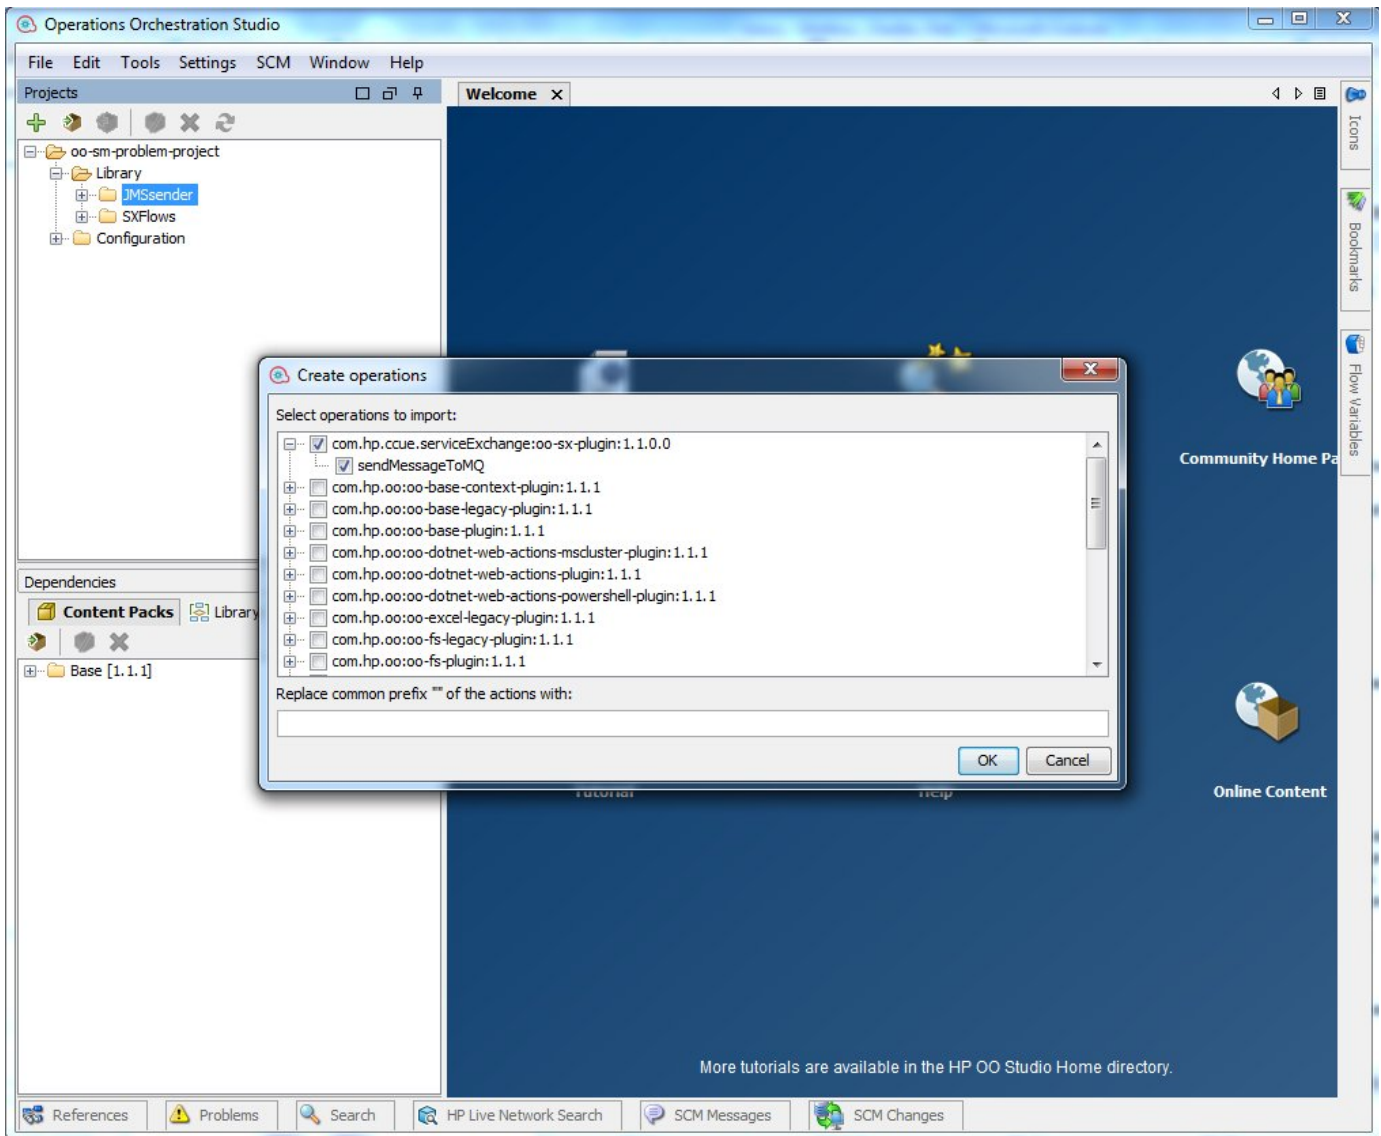 Operations Orchestration Studio
File Edit Tools Settings SCM Window Help
Projects
Welcome
oo-sm-problem-project
Library
JMSsender
SXFlows
Configuration
Icons
Bookmarks
Flow Variables
Create operations
Select operations to import:
com.hp.ccue.serviceExchange:oo-sx-plugin:1.1.0.0
sendMessageToMQ
com.hp.oo:oo-base-context-plugin:1.1.1
com.hp.oo:oo-base-legacy-plugin:1.1.1
com.hp.oo:oo-base-plugin:1.1.1
com.hp.oo:oo-dotnet-web-actions-mscluster-plugin:1.1.1
com.hp.oo:oo-dotnet-web-actions-plugin:1.1.1
com.hp.oo:oo-dotnet-web-actions-powershell-plugin:1.1.1
com.hp.oo:oo-excel-legacy-plugin:1.1.1
com.hp.oo:oo-fs-legacy-plugin:1.1.1
com.hp.oo:oo-fs-plugin:1.1.1
Replace common prefix "" of the actions with:
OK Cancel
Community Home Pa
Dependencies
Content Packs Library
Base [1.1.1]
Tutorial Help Online Content
More tutorials are available in the HP OO Studio Home directory.
References Problems Search HP Live Network Search SCM Messages SCM Changes